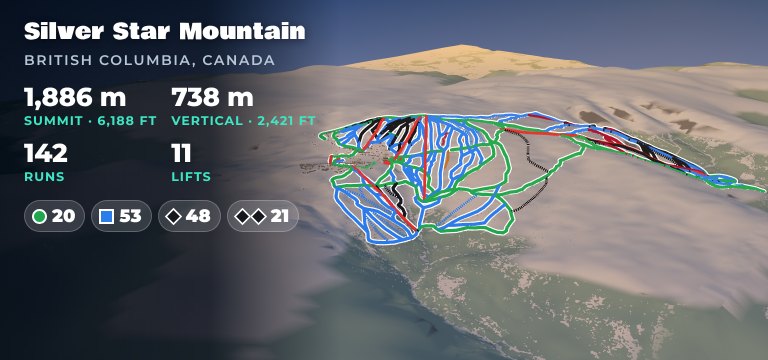 Silver Star Mountain
BRITISH COLUMBIA, CANADA
1,886 m 738 m
SUMMIT · 6,188 FT VERTICAL · 2,421 FT
142 11
RUNS LIFTS
20 53 48 21